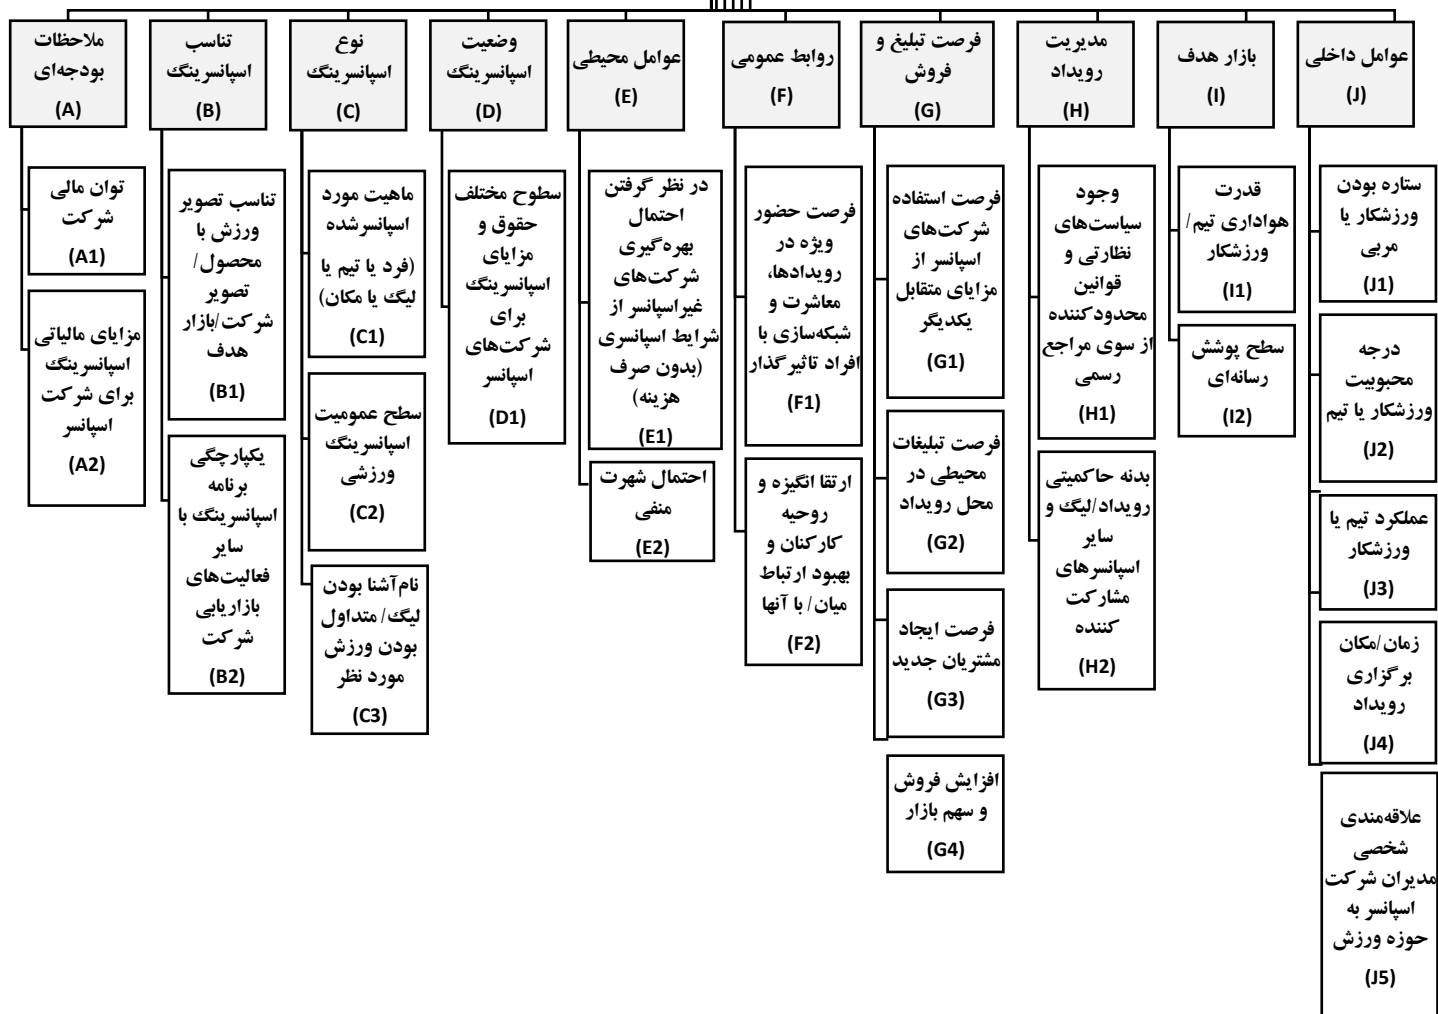 ملاحظات
بودجه‌ای
(A)
توان مالی
شرکت
(A1)
مزایای مالیاتی
اسپانسرینگ
برای شرکت
اسپانسر
(A2)
تناسب
اسپانسرینگ
(B)
تناسب تصویر
ورزش با
محصول/
تصویر
شرکت/بازار
هدف
(B1)
یکپارچگی
برنامه
اسپانسرینگ با
سایر
فعالیت‌های
بازاریابی
شرکت
(B2)
نوع
اسپانسرینگ
(C)
ماهیت مورد
اسپانسرشده
(فرد یا تیم یا
لیگ یا مکان)
(C1)
سطح عمومیت
اسپانسرینگ
ورزشی
(C2)
نام‌آشنا بودن
لیگ/ متداول
بودن ورزش
مورد نظر
(C3)
وضعیت
اسپانسرینگ
(D)
سطوح مختلف
حقوق و
مزایای
اسپانسرینگ
برای
شرکت‌های
اسپانسر
(D1)
عوامل محیطی
(E)
در نظر گرفتن
احتمال
بهره‌گیری
شرکت‌های
غیراسپانسر از
شرایط اسپانسری
(بدون صرف
هزینه)
(E1)
احتمال شهرت
منفی
(E2)
روابط عمومی
(F)
فرصت حضور
ویژه در
رویدادها،
معاشرت و
شبکه‌سازی با
افراد تاثیرگذار
(F1)
ارتقا انگیزه و
روحیه
کارکنان و
بهبود ارتباط
میان/ با آنها
(F2)
فرصت تبلیغ و
فروش
(G)
فرصت استفاده
شرکت‌های
اسپانسر از
مزایای متقابل
یکدیگر
(G1)
فرصت تبلیغات
محیطی در
محل رویداد
(G2)
فرصت ایجاد
مشتریان جدید
(G3)
افزایش فروش
و سهم بازار
(G4)
مدیریت
رویداد
(H)
وجود
سیاست‌های
نظارتی و
قوانین
محدودکننده
از سوی مراجع
رسمی
(H1)
بدنه حاکمیتی
رویداد/لیگ و
سایر
اسپانسرهای
مشارکت
کننده
(H2)
بازار هدف
(I)
قدرت
هواداری تیم/
ورزشکار
(I1)
سطح پوشش
رسانه‌ای
(I2)
عوامل داخلی
(J)
ستاره بودن
ورزشکار یا
مربی
(J1)
درجه
محبوبیت
ورزشکار یا تیم
(J2)
عملکرد تیم یا
ورزشکار
(J3)
زمان/مکان
برگزاری
رویداد
(J4)
علاقه‌مندی
شخصی
مدیران شرکت
اسپانسر به
حوزه ورزش
(J5)